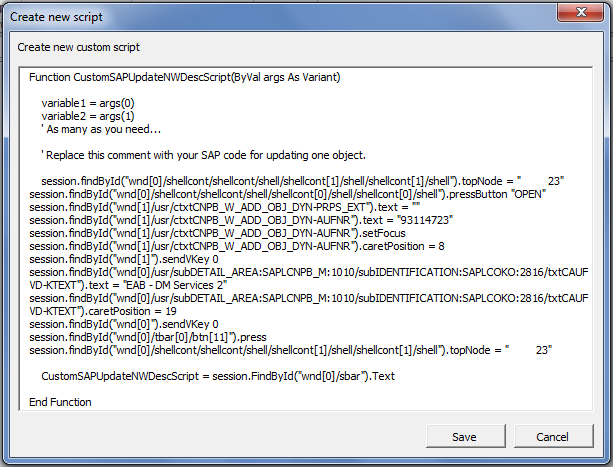 Create new script
Create new custom script
Function CustomSAPUpdateNWDescScript(ByVal args As Variant)
variable1 = args(0)
variable2 = args(1)
' As many as you need...
' Replace this comment with your SAP code for updating one object.
session.findById("wnd[0]/shellcont/shellcont/shell/shellcont[1]/shell/shellcont[1]/shell").topNode = "          23"
session.findById("wnd[0]/shellcont/shellcont/shell/shellcont[0]/shell/shellcont[0]/shell").pressButton "OPEN"
session.findById("wnd[1]/usr/ctxtCNPB_W_ADD_OBJ_DYN-PRPS_EXT").text = ""
session.findById("wnd[1]/usr/ctxtCNPB_W_ADD_OBJ_DYN-AUFNR").text = "93114723"
session.findById("wnd[1]/usr/ctxtCNPB_W_ADD_OBJ_DYN-AUFNR").setFocus
session.findById("wnd[1]/usr/ctxtCNPB_W_ADD_OBJ_DYN-AUFNR").caretPosition = 8
session.findById("wnd[1]").sendVKey 0
session.findById("wnd[0]/usr/subDETAIL_AREA:SAPLCNPB_M:1010/subIDENTIFICATION:SAPLCOKO:2816/txtCAUF
VD-KTEXT").text = "EAB - DM Services 2"
session.findById("wnd[0]/usr/subDETAIL_AREA:SAPLCNPB_M:1010/subIDENTIFICATION:SAPLCOKO:2816/txtCAUF
VD-KTEXT").caretPosition = 19
session.findById("wnd[0]").sendVKey 0
session.findById("wnd[0]/tbar[0]/btn[11]").press
session.findById("wnd[0]/shellcont/shellcont/shell/shellcont[1]/shell/shellcont[1]/shell").topNode = "          23"
CustomSAPUpdateNWDescScript = session.FindById("wnd[0]/sbar").Text
End Function
Save
Cancel